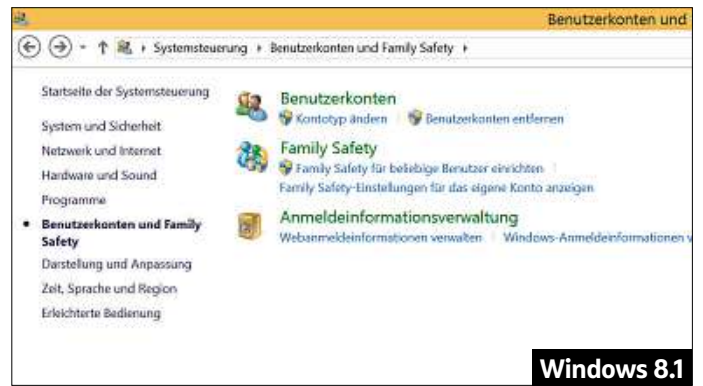 Benutzerkonten und
Systemsteuerung Benutzerkonten und Family Safety
Startseite der Systemsteuerung
System und Sicherheit
Netzwerk und Internet
Hardware und Sound
Programme
Benutzerkonten und Family
Safety
Darstellung und Anpassung
Zeit, Sprache und Region
Erleichterte Bedienung
Benutzerkonten
Kontotyp ändern Benutzerkonten entfernen
Family Safety
Family Safety für beliebige Benutzer einrichten
Family Safety-Einstellungen für das eigene Konto anzeigen
Anmeldeinformationsverwaltung
Webanmeldeinformationen verwalten Windows-Anmeldeinformationen v
Windows 8.1